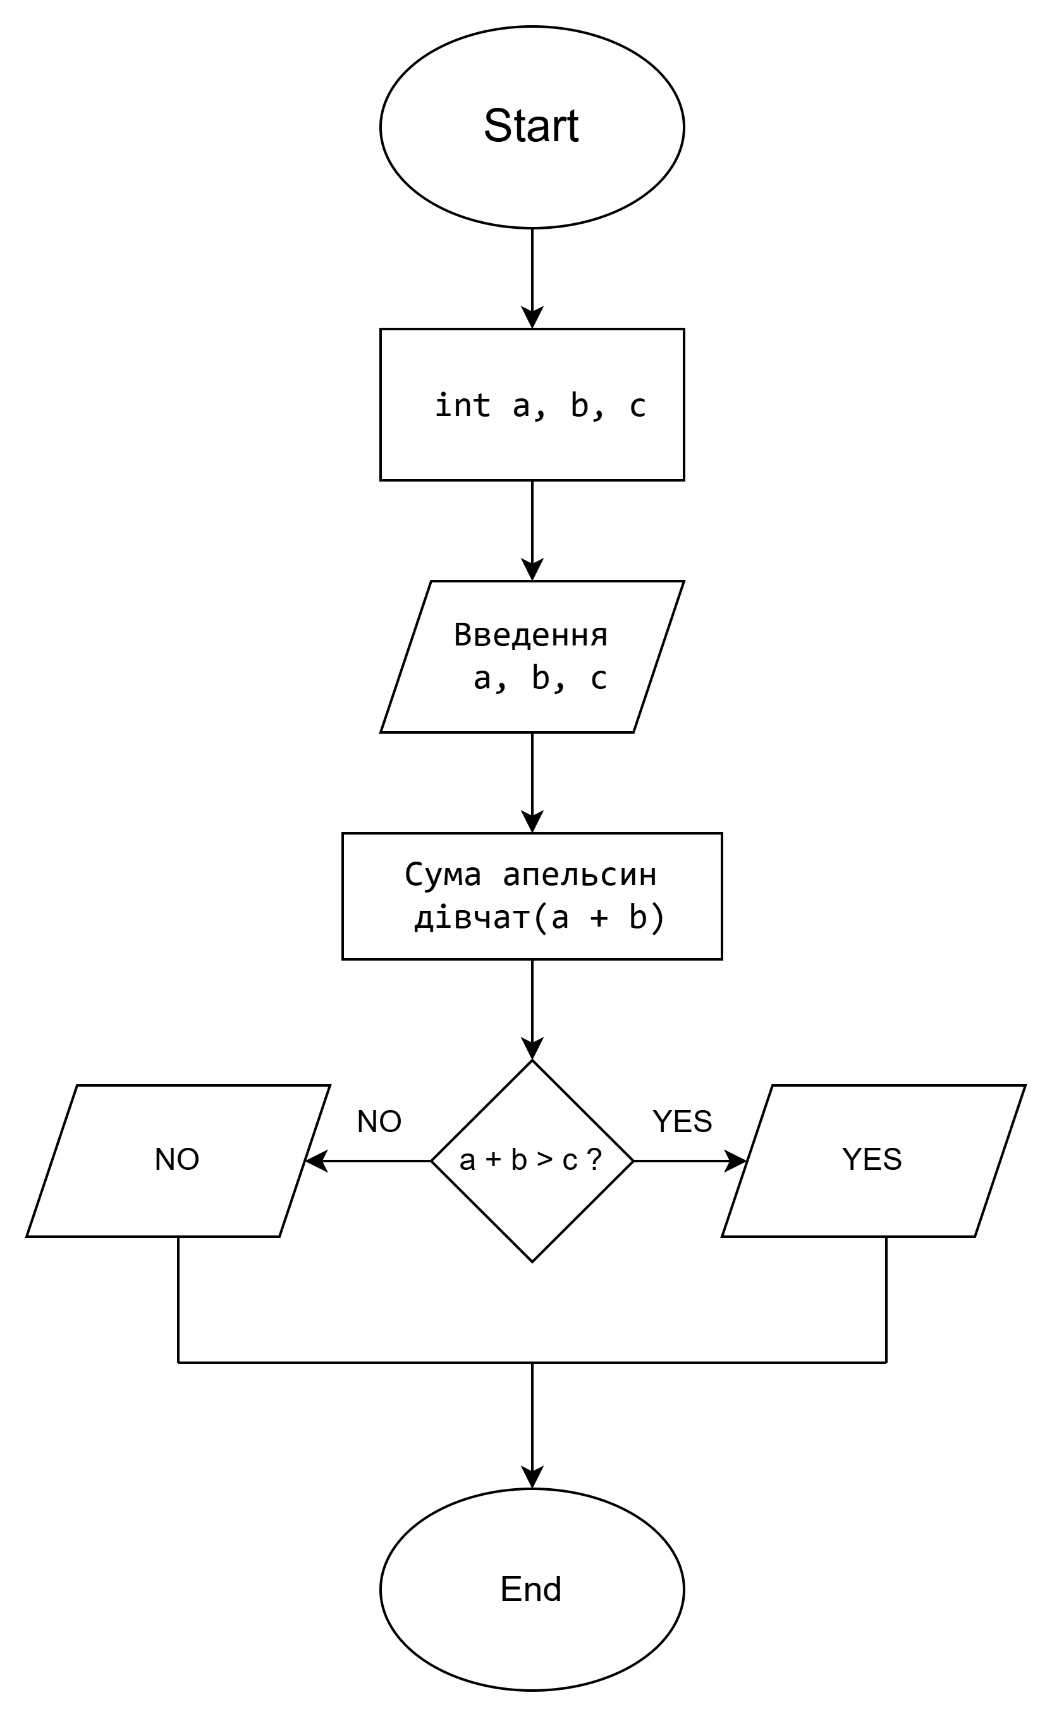 Start
int a, b, c
Введення
a, b, c
Сума апельсин
дівчат(a + b)
NO
YES
NO
a + b > c ?
YES
End